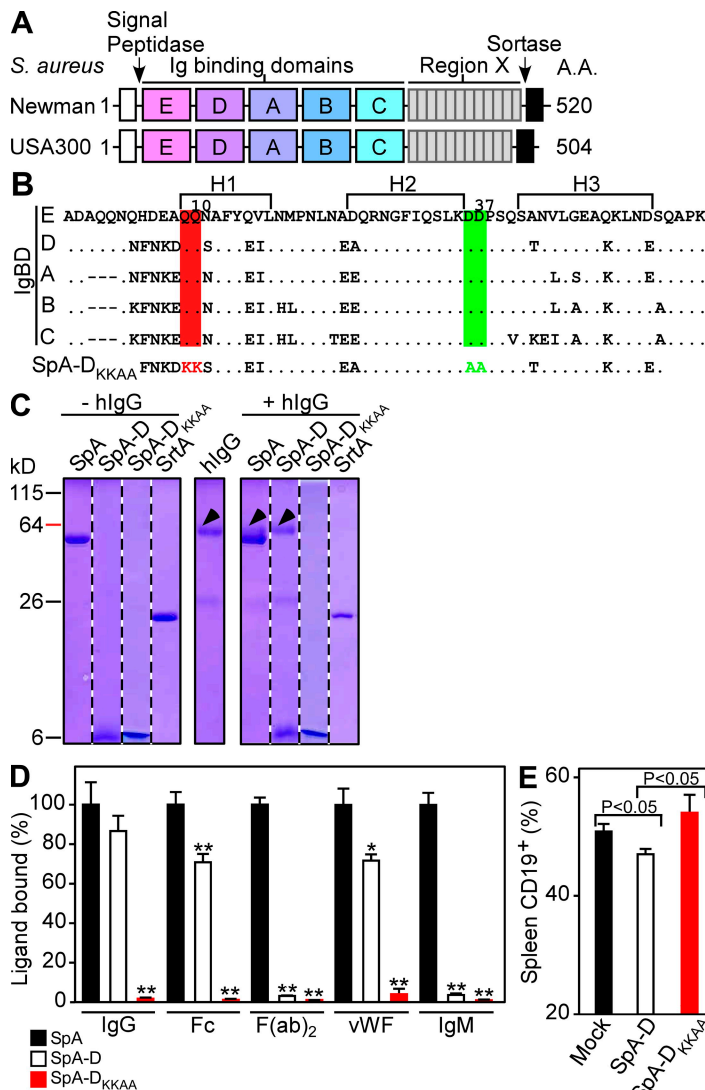 A
Signal
Peptidase
Sortase
S. aureus
Ig binding domains
Region X
A.A.
Newman 1
E D A B C
520
USA300 1
E D A B C
504
B
H1 H2 H3
10 37
E ADAQQNQHDEAQQNAFYQVLNMPNLNADQRNGFIQSLKDDPSQSANVLGEAQKLNDSQAPK
D .......NFNKD..S...EI.......EA.................T......K...E.....
A ..---..FNKE..N...EI.......EE...................L.S...K...E.....
B ..---.KFNKE..N...EI..HL....EE.....................A..K....A....
C ..---.KFNKE..N...EI..HL...TEE................V.KEI.A..K....A....
IgBD
SpA-DKKAA FNKDKKS...EI.......EA..........AA......T......K...E.
C
- hIgG
+ hIgG
SpA
SpA-D
SpA-DKKAA
SrtA
hIgG
SpA
SpA-D
SpA-DKKAA
SrtA
kD
115
64
26
6
D
Ligand bound (%)
100
80
60
40
20
0
** ** ** ** * ** ** **
**
IgG Fc F(ab)2 vWF IgM
SpA
SpA-D
SpA-DKKAA
E
Spleen CD19+ (%)
60
40
20
P<0.05
P<0.05
Mock
SpA-D
SpA-DKKAA